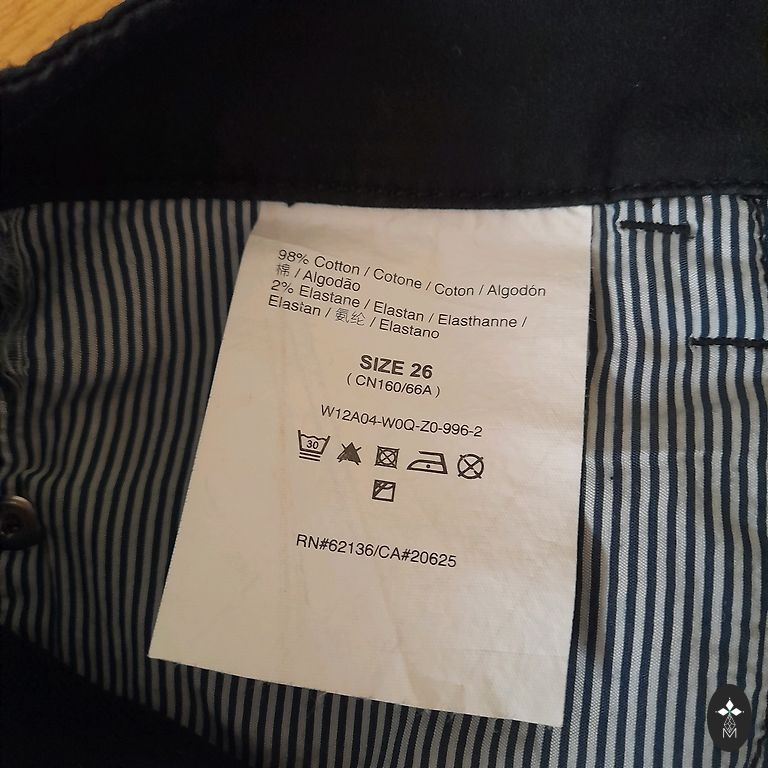 98% Cotton / Cotone / Coton / Algodón
棉 / Algodão
2% Elastane / Elastan / Elasthanne /
Elastan / 氨纶 / Elastano
SIZE 26
( CN160/66A )
W12A04-W0Q-Z0-996-2
30
RN#62136/CA#20625
M